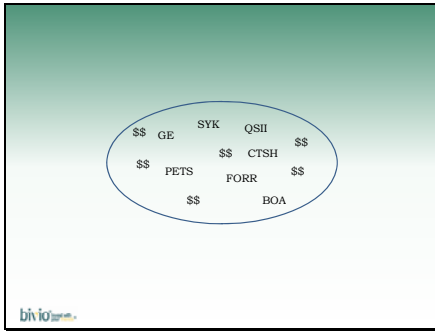 SYK
$$ GE QSII
$$
$$ CTSH
$$
PETS $$
FORR
$$ BOA
bivio